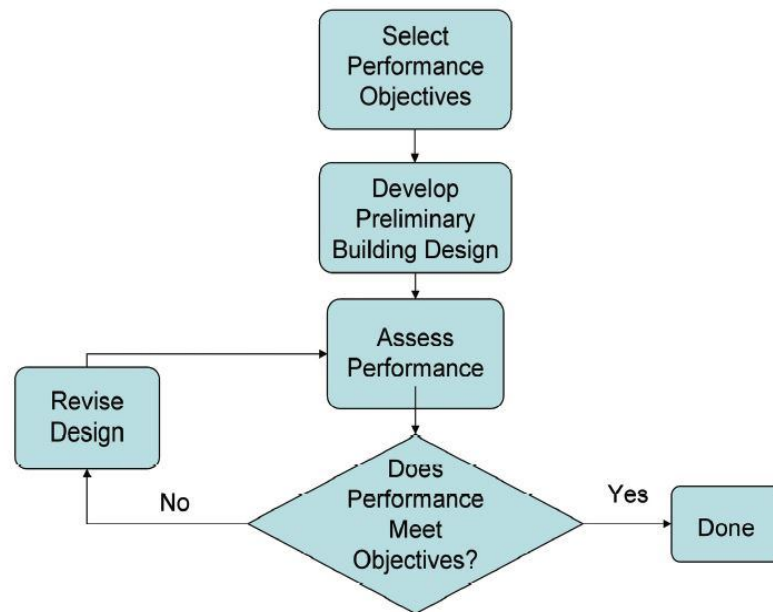 Select
Performance
Objectives
Develop
Preliminary
Building Design
Assess
Performance
Revise
Design
Does
Performance
Meet
Objectives?
No
Yes
Done